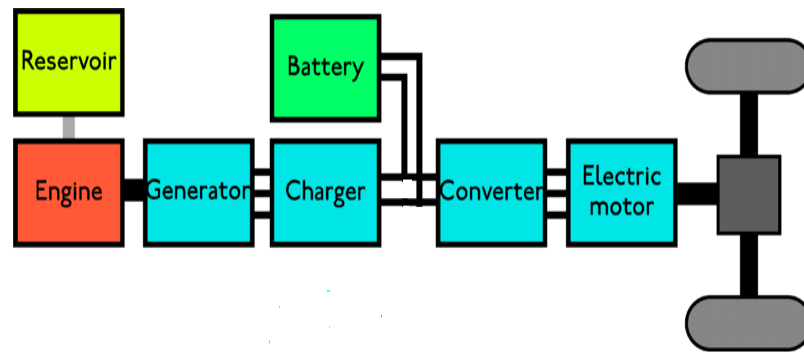 Reservoir
Battery
Engine
Generator
Charger
Converter
Electric
motor